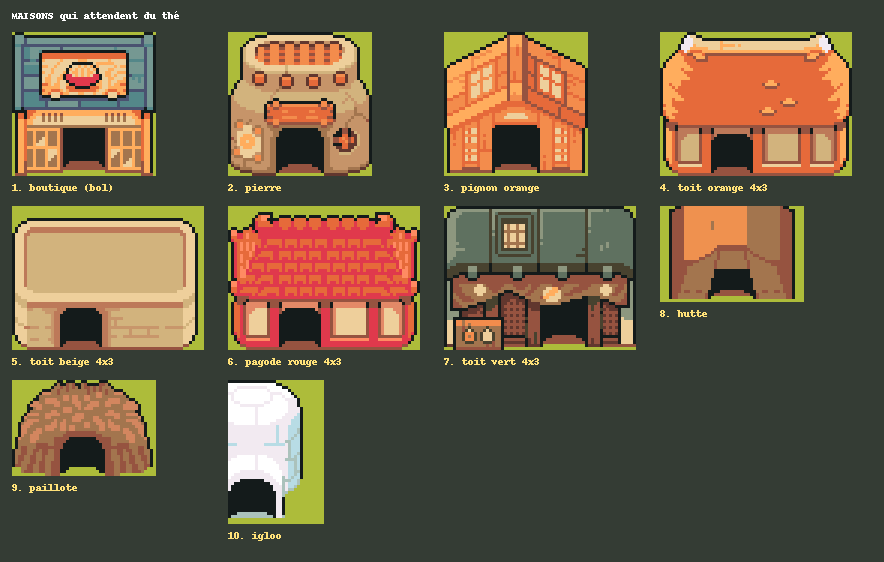 MAISONS qui attendent du thé
1. boutique (bol)
2. pierre
3. pignon orange
4. toit orange 4x3
5. toit beige 4x3
6. pagode rouge 4x3
7. toit vert 4x3
8. hutte
9. paillote
10. igloo